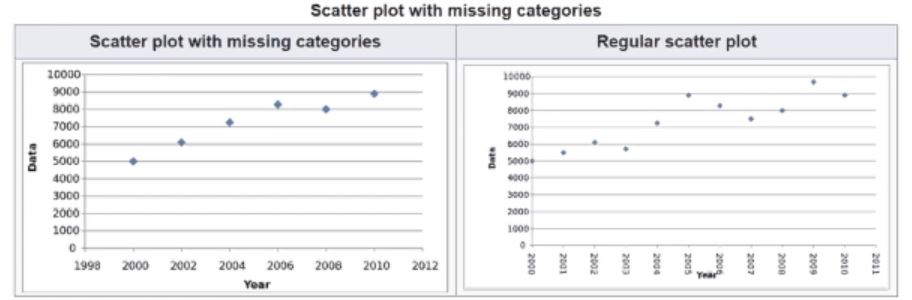 Scatter plot with missing categories
Scatter plot with missing categories
Regular scatter plot
10000
9000
8000
7000
6000
5000
4000
3000
2000
1000
0
Data
1998 2000 2002 2004 2006 2008 2010 2012
Year
10000
9000
8000
7000
6000
5000
4000
3000
2000
1000
0
Data
2000 2001 2002 2003 2004 2005 2006 2007 2008 2009 2010 2011
Year